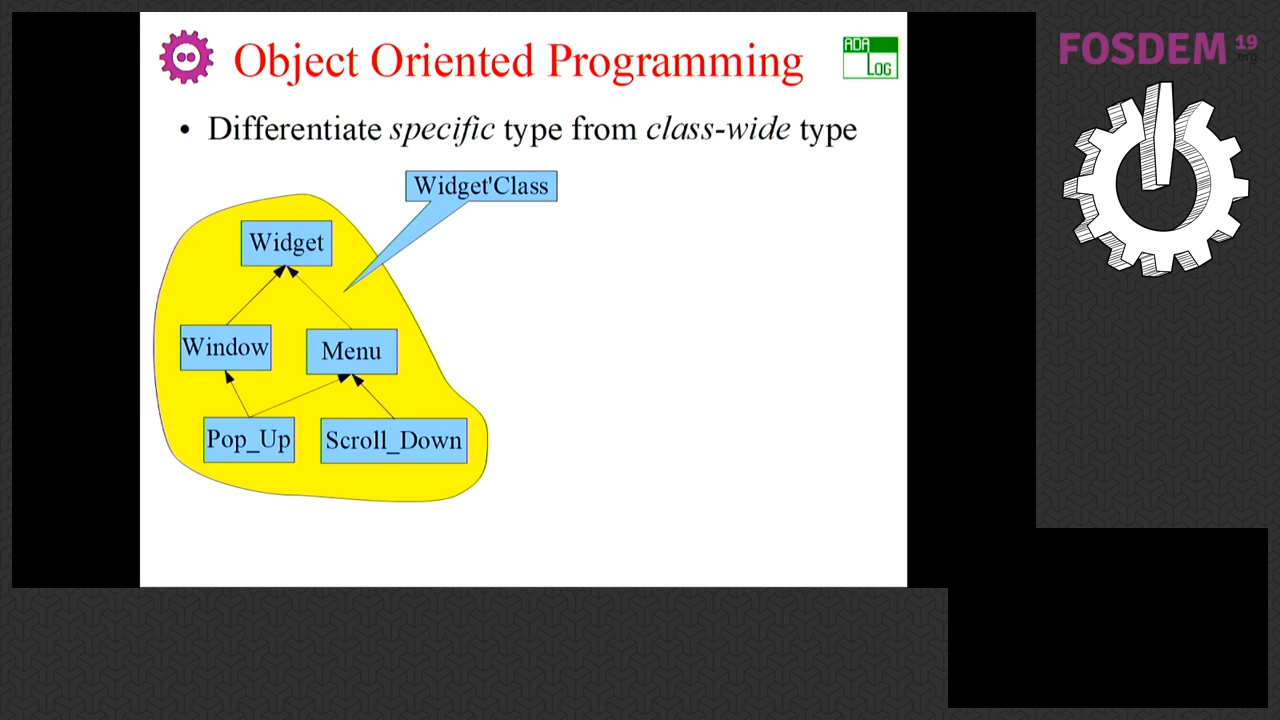 Object Oriented Programming
ADA
LOG
FOSDEM 19
.org
• Differentiate specific type from class-wide type
Widget'Class
Widget
Window
Menu
Pop_Up
Scroll_Down